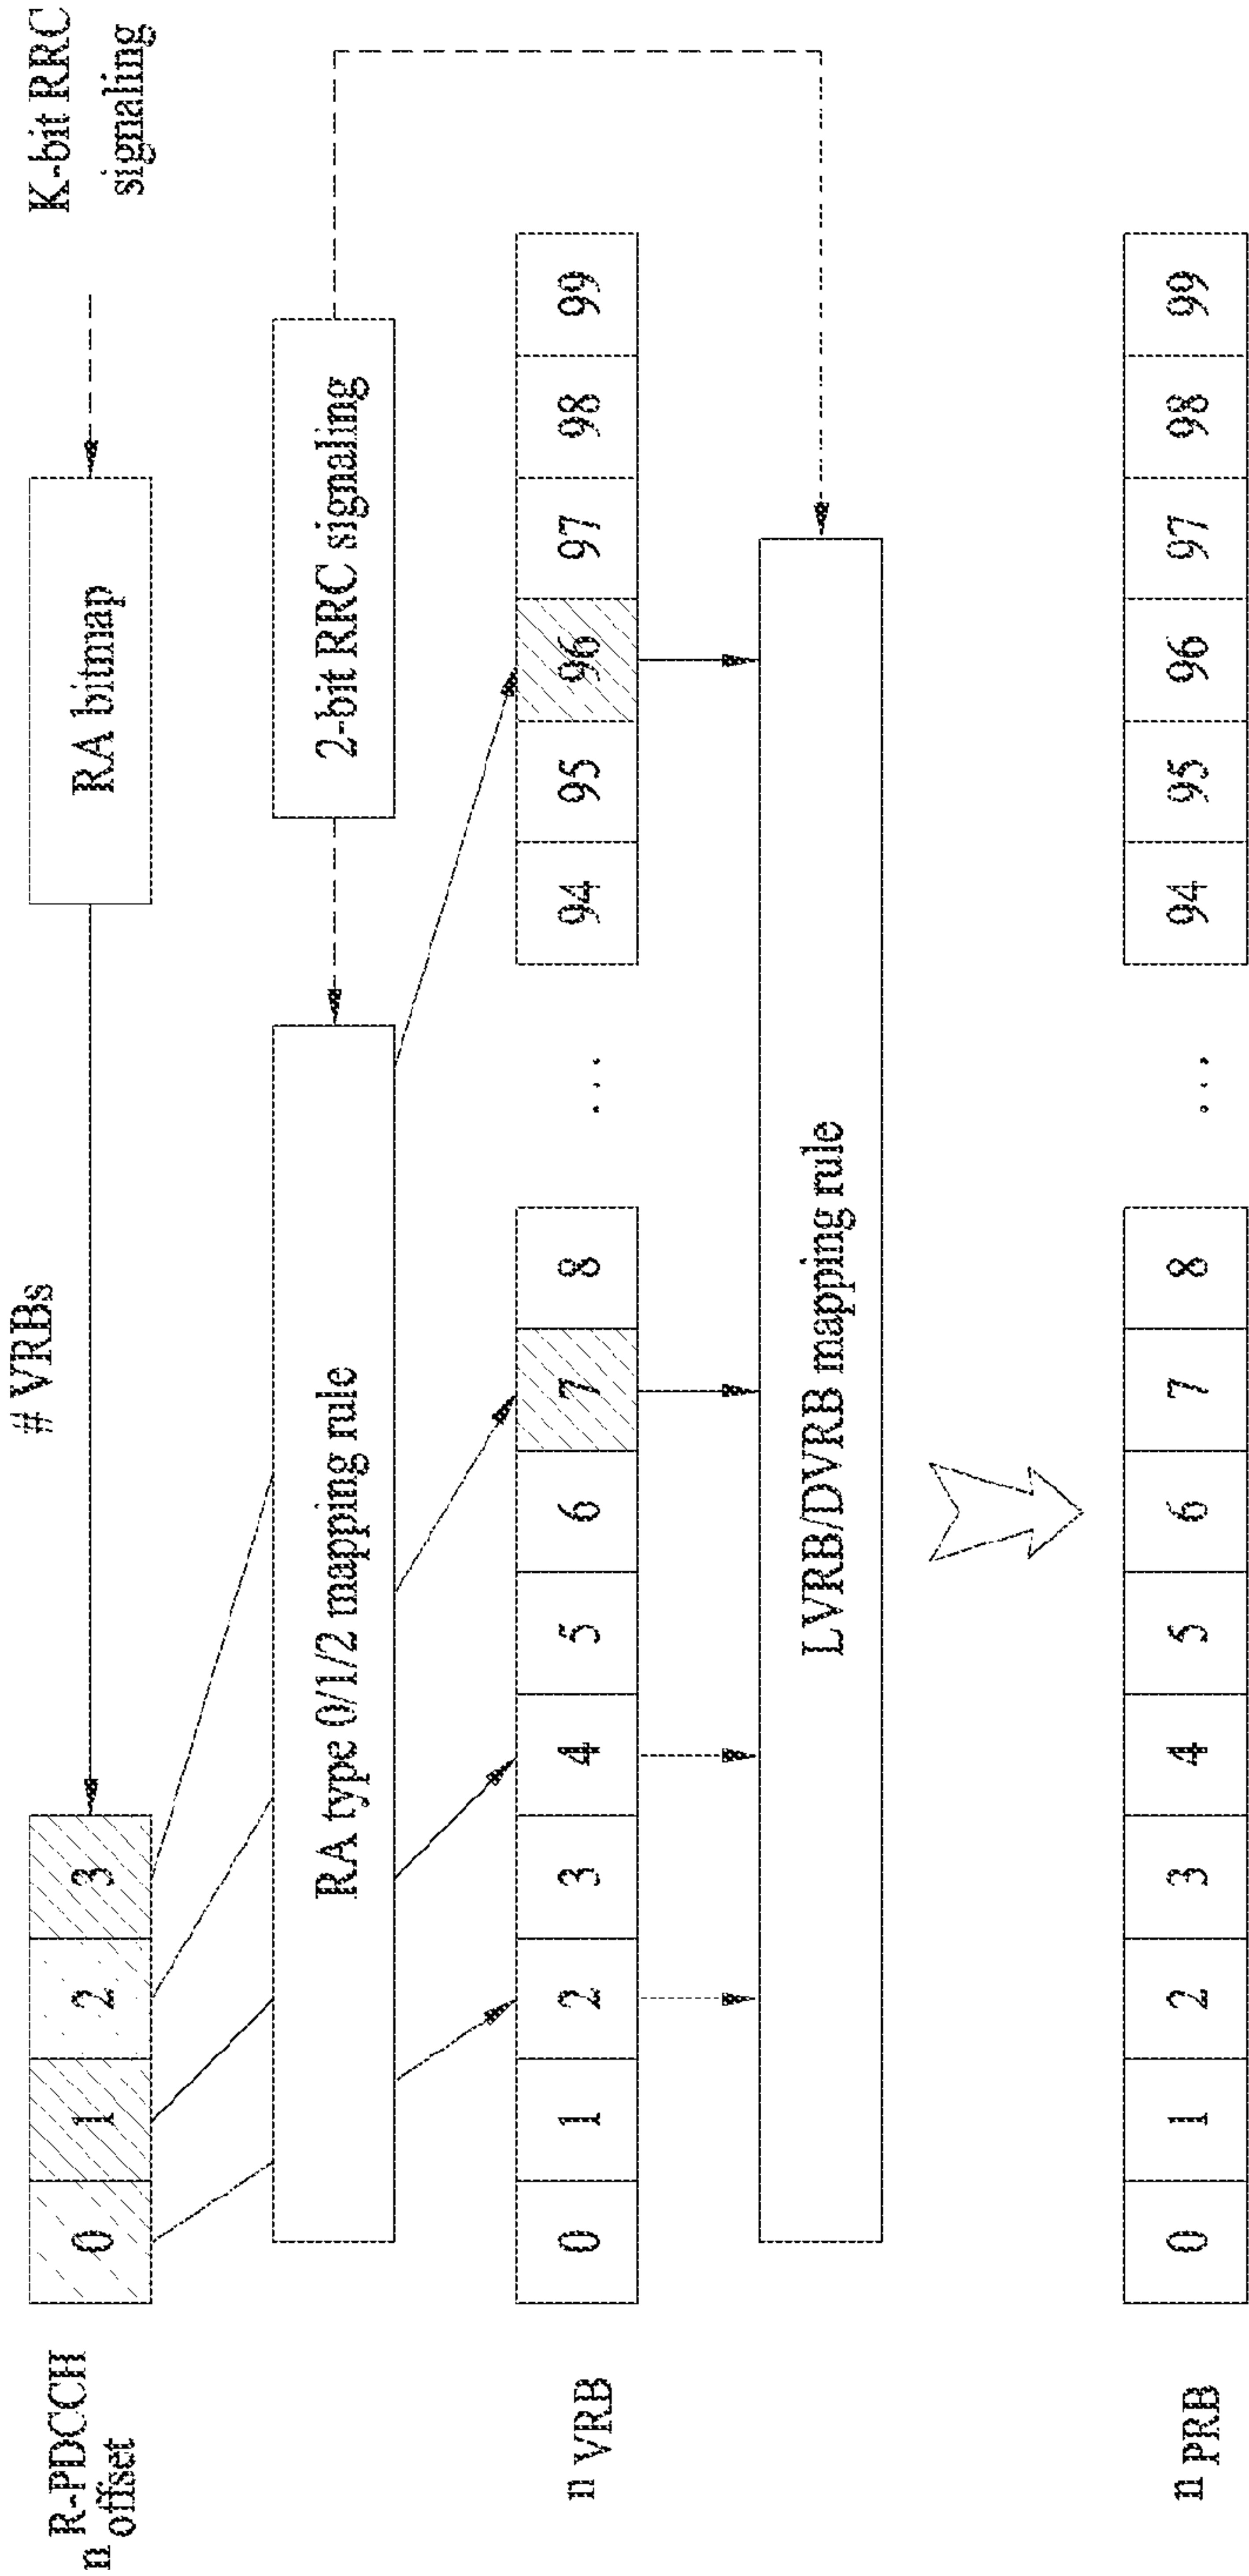 # VRBs
K-bit RRC
signaling
n R-PDCCH offset
0 1 2 3
RA bitmap
RA type 0/1/2 mapping rule
2-bit RRC signaling
n VRB
0 1 2 3 4 5 6 7 8 ... 94 95 96 97 98 99
LVRB/DVRB mapping rule
n PRB
0 1 2 3 4 5 6 7 8 ... 94 95 96 97 98 99